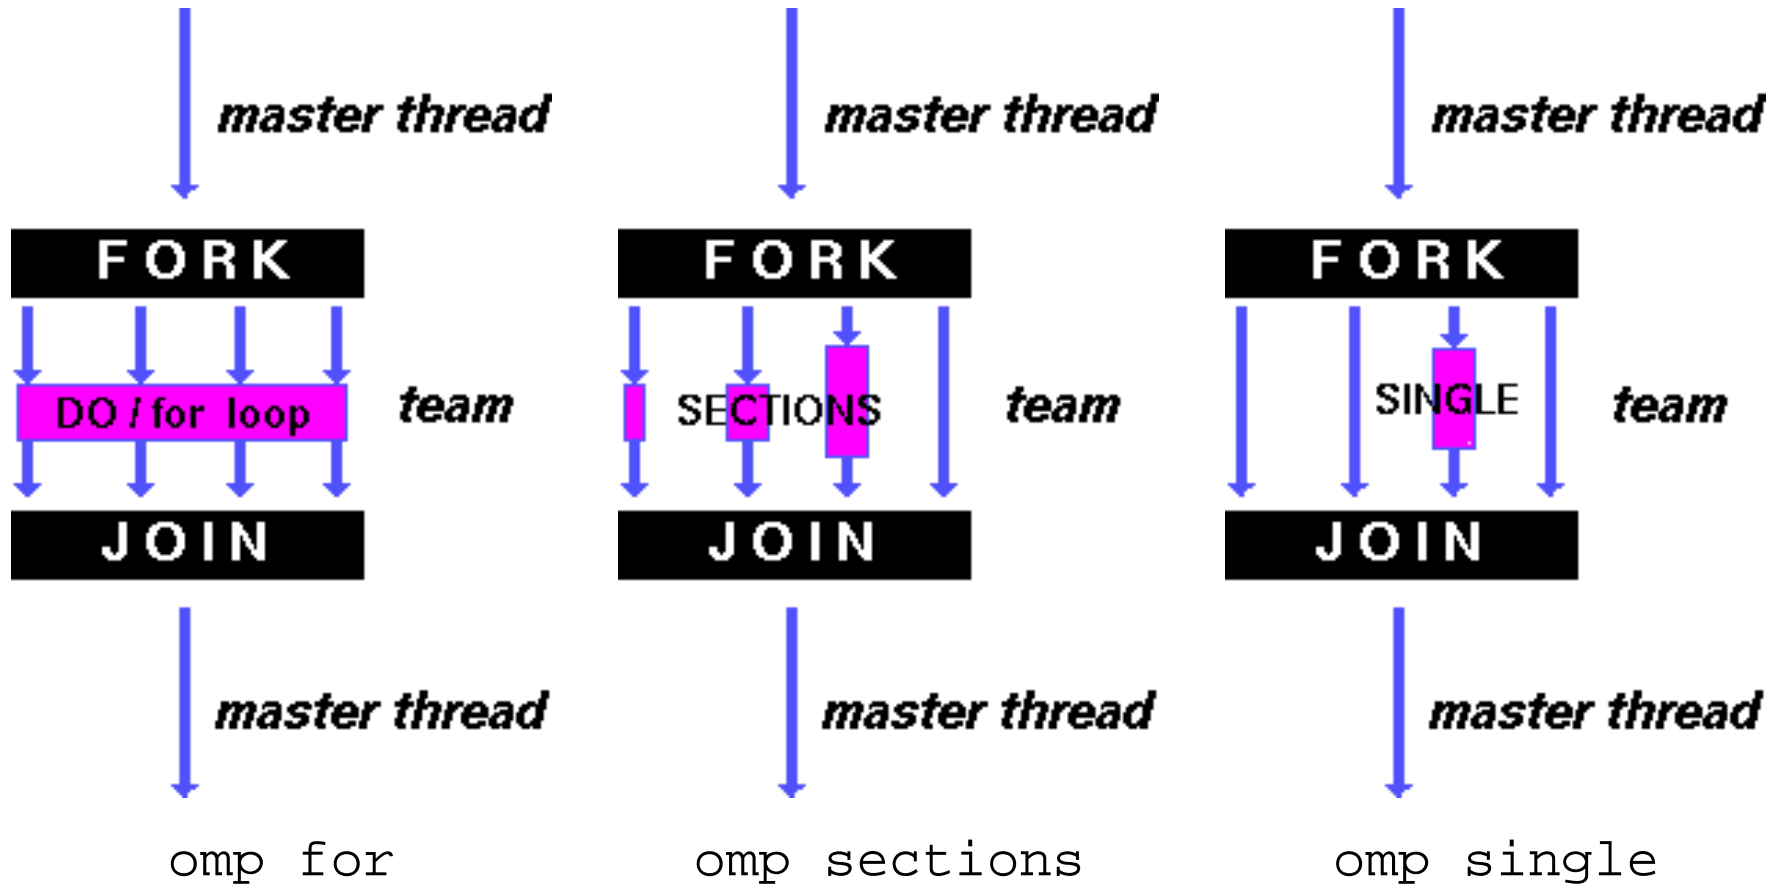 master thread
FORK
DO / for loop
team
JOIN
master thread
omp for
master thread
FORK
SECTIONS
team
JOIN
master thread
omp sections
master thread
FORK
SINGLE
team
JOIN
master thread
omp single